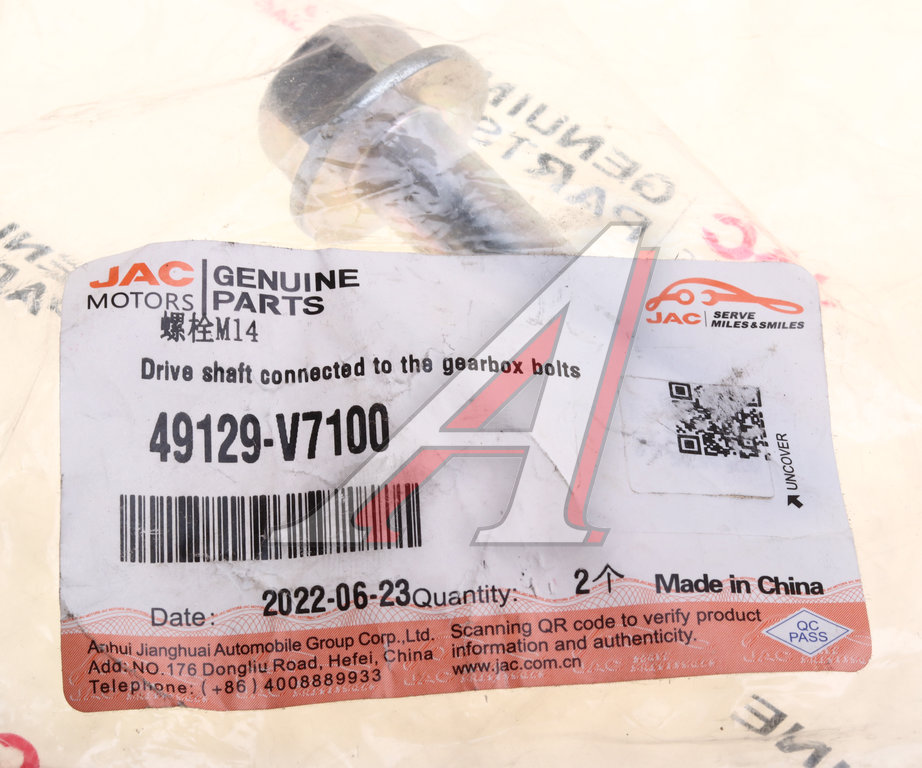 GENUINE
PARTS
JAC
MOTORS
GENUINE
PARTS
螺栓M14
JAC
SERVE
MILES&SMILES
Drive shaft connected to the gearbox bolts
49129-V7100
UNCOVER
Date: 2022-06-23 Quantity: 2个 Made in China
Anhui Jianghuai Automobile Group Corp.,Ltd.
Add: NO.176 Dongliu Road, Hefei, China
Telephone: (+86) 4008889933
Scanning QR code to verify product
information and authenticity.
www.jac.com.cn
QC
PASS